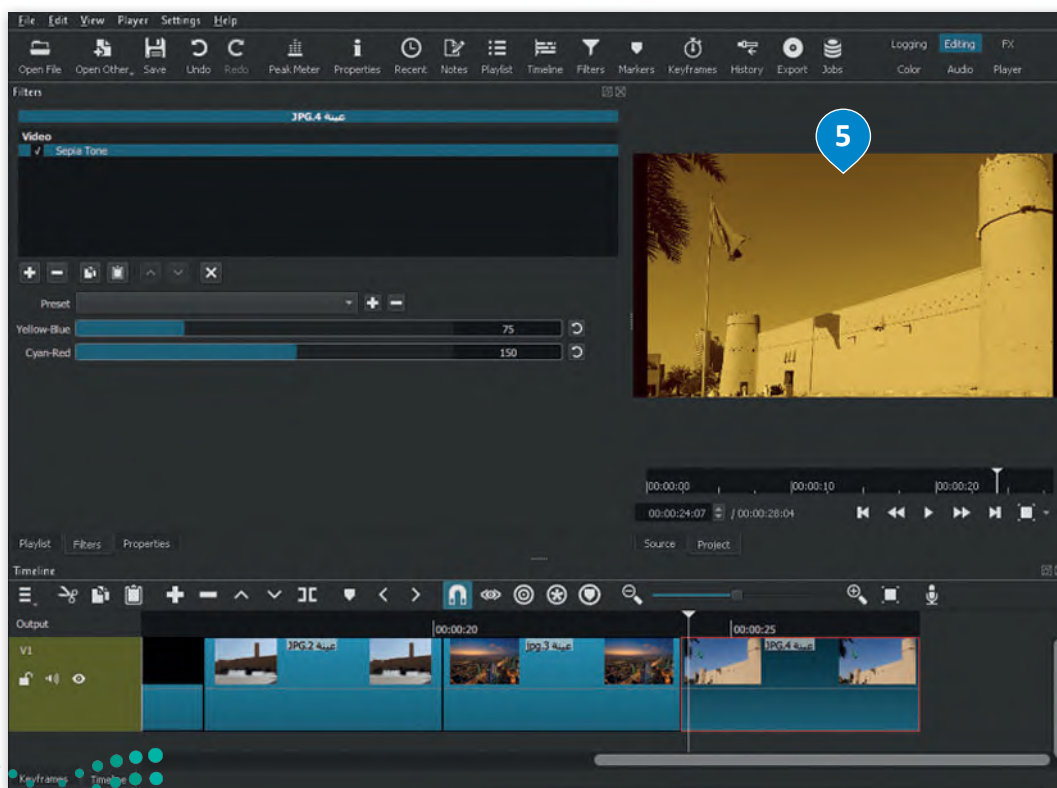 File Edit View Player Settings Help
Open File Open Other Save Undo Redo Peak Meter Properties Recent Notes Playlist Timeline Filters Markers Keyframes History Export Jobs
Logging Editing FX
Color Audio Player
Filters
عينة 4.JPG
Video
✓ Sepia Tone
5
Preset
Yellow-Blue 75
Cyan-Red 150
00:00:00 00:00:10 00:00:20
00:00:24:07 / 00:00:28:04
Playlist Filters Properties
Source Project
Timeline
Output 00:00:20 00:00:25
V1
عينة 2.JPG عينة 3.jpg عينة 4.JPG
Keyframes Timeline